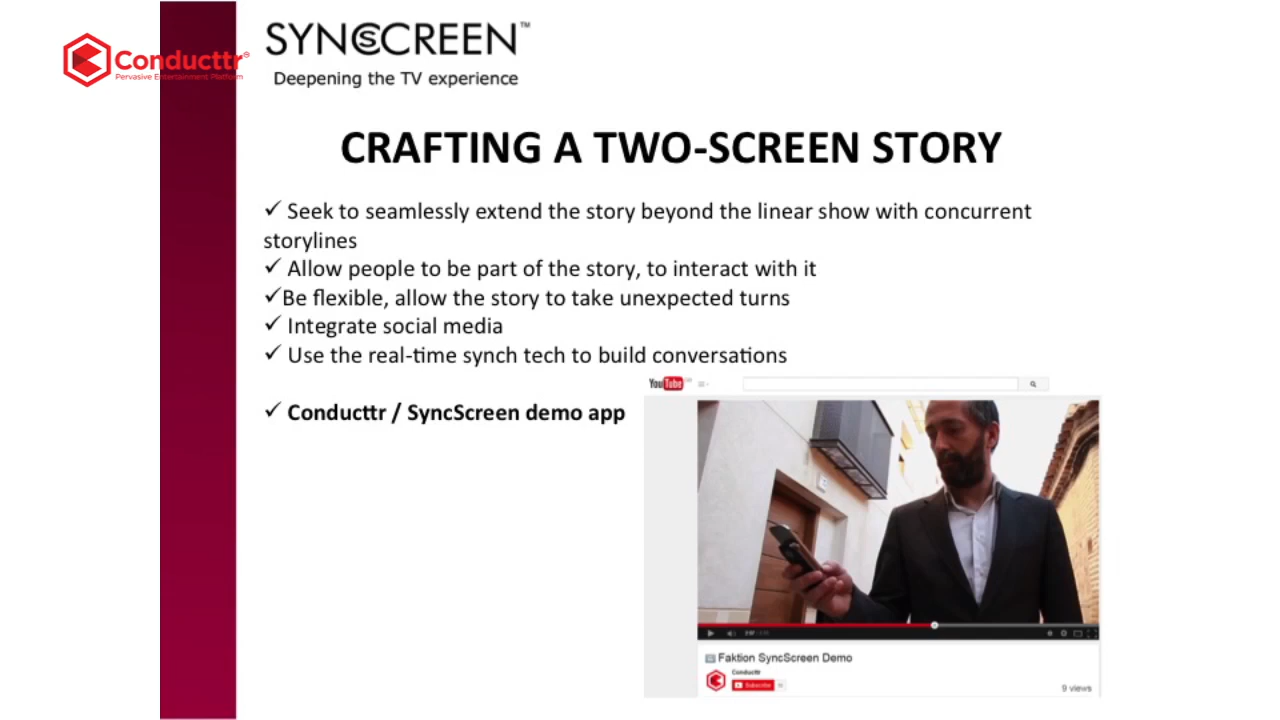 SYNCSCREEN™
Conducttr®
Pervasive Entertainment Platform
Deepening the TV experience
CRAFTING A TWO-SCREEN STORY
✓ Seek to seamlessly extend the story beyond the linear show with concurrent
storylines
✓ Allow people to be part of the story, to interact with it
✓Be flexible, allow the story to take unexpected turns
✓ Integrate social media
✓ Use the real-time synch tech to build conversations
YouTube
✓ Conducttr / SyncScreen demo app
Faktion SyncScreen Demo
Conducttr
Subscribe
9 views